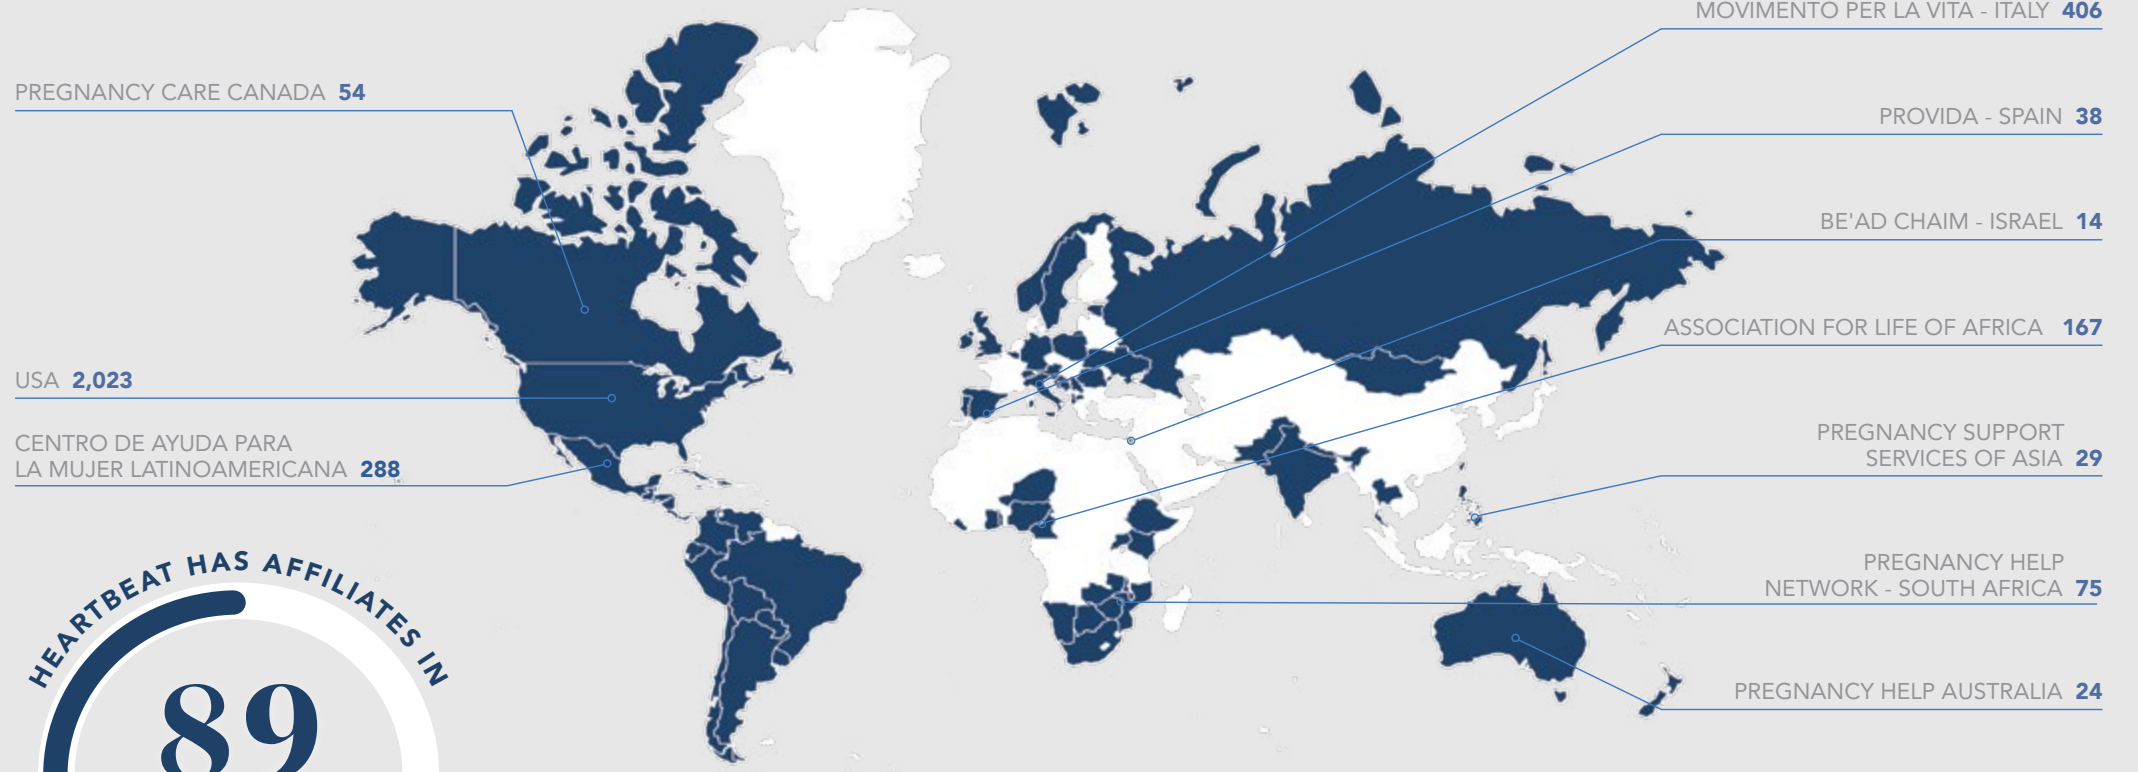 MOVIMENTO PER LA VITA - ITALY 406
PREGNANCY CARE CANADA 54
PROVIDA - SPAIN 38
BE'AD CHAIM - ISRAEL 14
ASSOCIATION FOR LIFE OF AFRICA 167
USA 2,023
CENTRO DE AYUDA PARA
LA MUJER LATINOAMERICANA 288
PREGNANCY SUPPORT
SERVICES OF ASIA 29
PREGNANCY HELP
NETWORK - SOUTH AFRICA 75
PREGNANCY HELP AUSTRALIA 24
HEARTBEAT HAS AFFILIATES IN
89